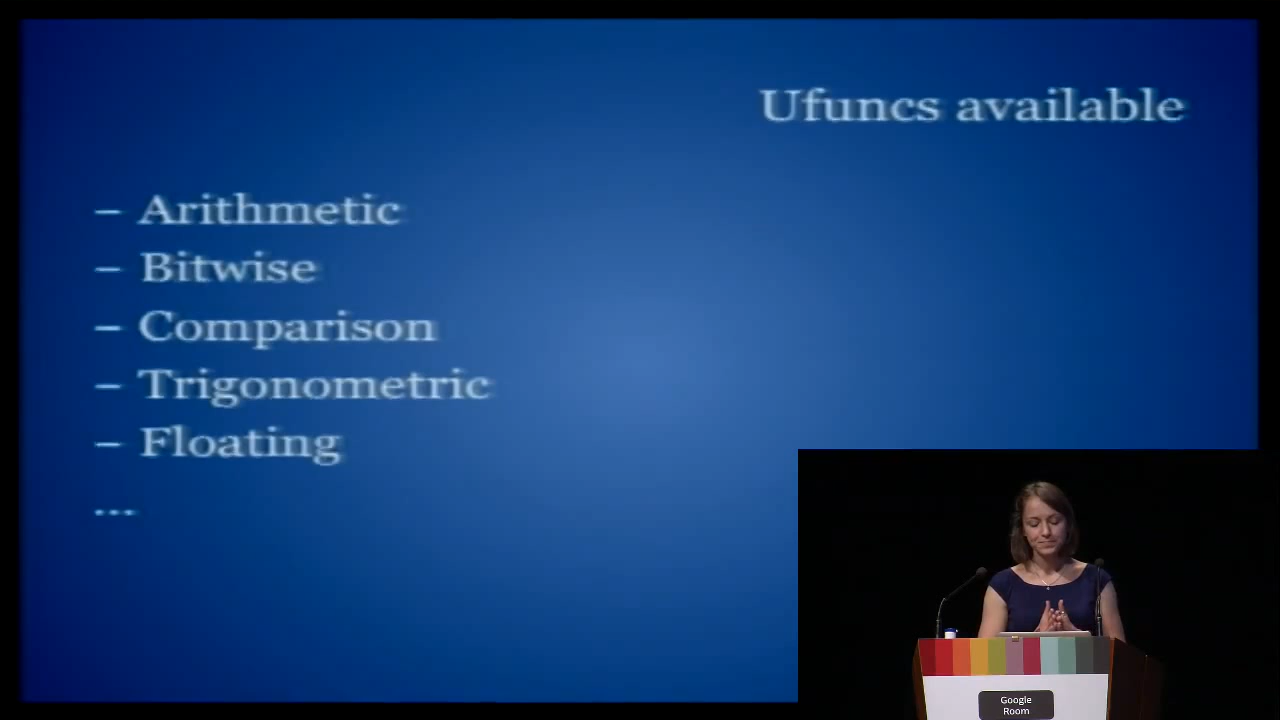 Ufuncs available
– Arithmetic
– Bitwise
– Comparison
– Trigonometric
– Floating
...
Google
Room